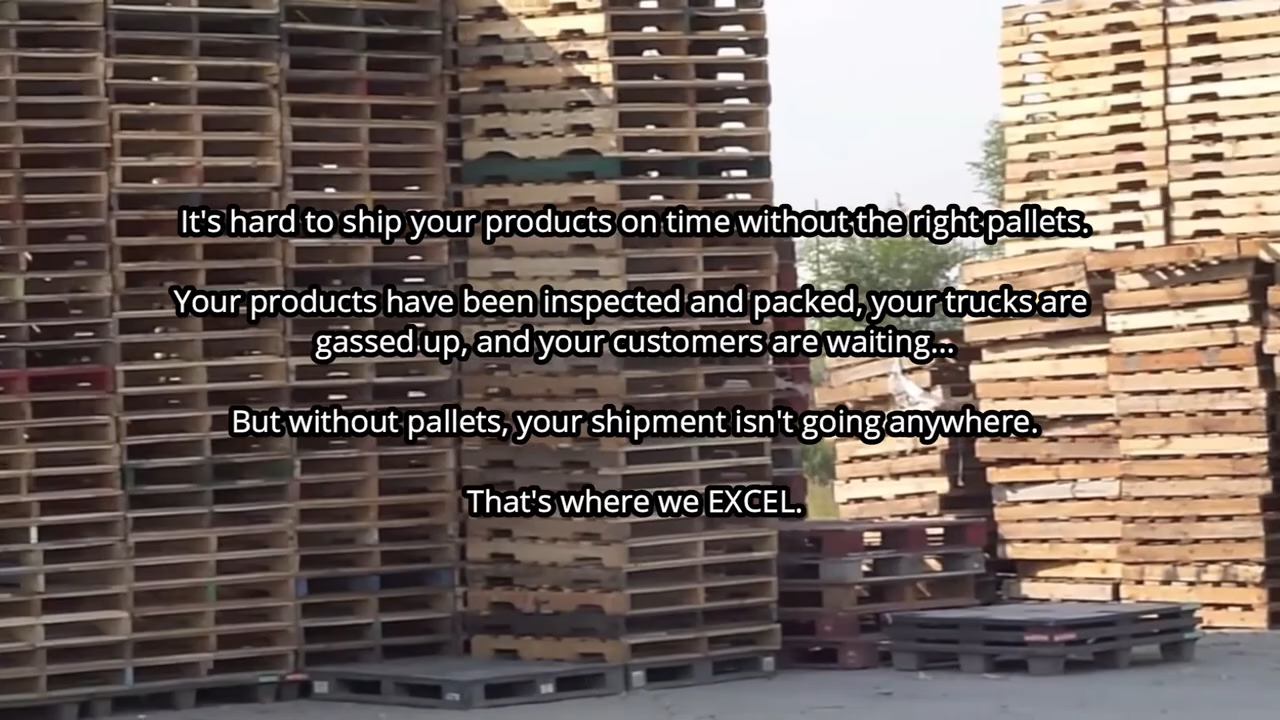 It's hard to ship your products on time without the right pallets.
Your products have been inspected and packed, your trucks are
gassed up, and your customers are waiting...
But without pallets, your shipment isn't going anywhere.
That's where we EXCEL.